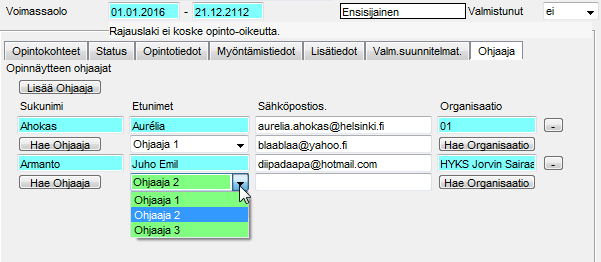 Voimassaolo 01.01.2016 - 21.12.2112 Ensisijainen Valmistunut ei
Rajauslaki ei koske opinto-oikeutta.
Opintokohteet Status Opintotiedot Myöntämistiedot Lisätiedot Valm.suunnitelmat. Ohjaaja
Opinnäytteen ohjaajat
Lisää Ohjaaja
Sukunimi Etunimet Sähköpostios. Organisaatio
Ahokas Aurélia aurelia.ahokas@helsinki.fi 01 -
Hae Ohjaaja Ohjaaja 1 blaablaa@yahoo.fi Hae Organisaatio
Armanto Juho Emil diipadaapa@hotmail.com HYKS Jorvin Sairaa -
Hae Ohjaaja Ohjaaja 2 Hae Organisaatio
Ohjaaja 1
Ohjaaja 2
Ohjaaja 3